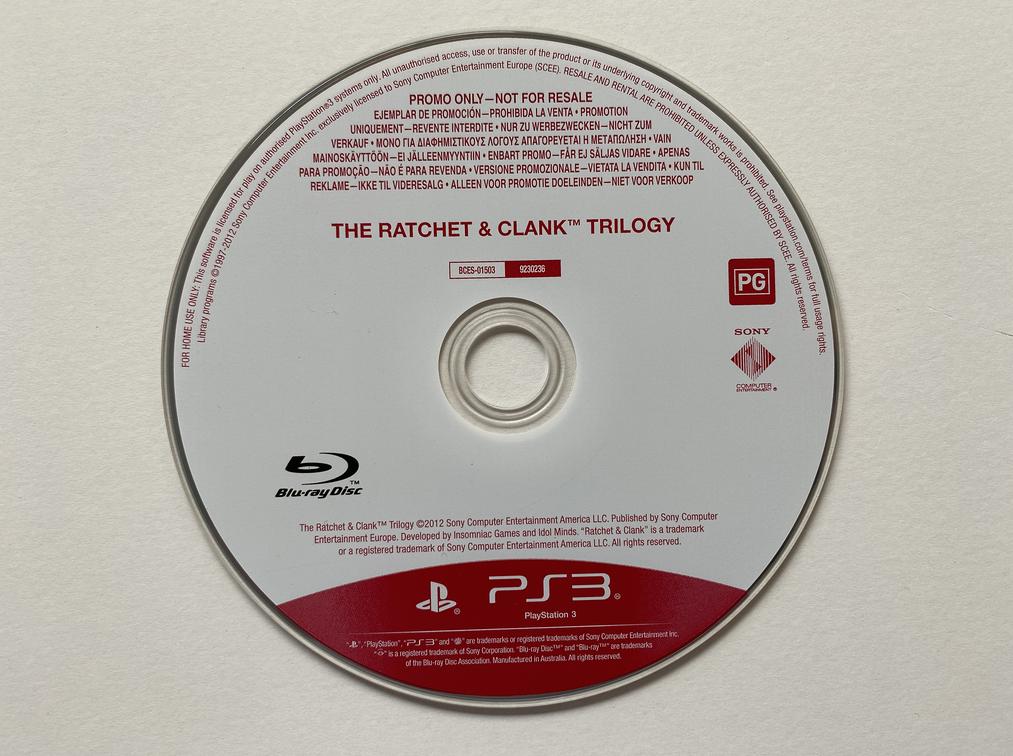 FOR HOME USE ONLY: This software is licensed for play on authorised PlayStation®3 systems only. All unauthorised access, use or transfer of the product or its underlying copyright and trademark works is prohibited. See playstation.com/terms for full usage rights.
Library programs ©1997-2012 Sony Computer Entertainment Inc. exclusively licensed to Sony Computer Entertainment Europe (SCEE). RESALE AND RENTAL ARE PROHIBITED UNLESS EXPRESSLY AUTHORISED BY SCEE. All rights reserved.
PROMO ONLY–NOT FOR RESALE
EJEMPLAR DE PROMOCIÓN–PROHIBIDA LA VENTA • PROMOTION
UNIQUEMENT–REVENTE INTERDITE • NUR ZU WERBEZWECKEN–NICHT ZUM
VERKAUF • ΜΟΝΟ ΓΙΑ ΔΙΑΦΗΜΙΣΤΙΚΟΥΣ ΛΟΓΟΥΣ ΑΠΑΓΟΡΕΥΕΤΑΙ Η ΜΕΤΑΠΩΛΗΣΗ • VAIN
MAINOSKÄYTTÖÖN–EI JÄLLEENMYYNTIIN • ENBART PROMO–FÅR EJ SÄLJAS VIDARE • APENAS
PARA PROMOÇÃO–NÃO É PARA REVENDA • VERSIONE PROMOZIONALE–VIETATA LA VENDITA • KUN TIL
REKLAME–IKKE TIL VIDERESALG • ALLEEN VOOR PROMOTIE DOELEINDEN–NIET VOOR VERKOOP
THE RATCHET & CLANK™ TRILOGY
BCES-01503 9230236
PG
SONY
COMPUTER
ENTERTAINMENT®
Blu-ray Disc™
The Ratchet & Clank™ Trilogy ©2012 Sony Computer Entertainment America LLC. Published by Sony Computer
Entertainment Europe. Developed by Insomniac Games and Idol Minds. "Ratchet & Clank" is a trademark
or a registered trademark of Sony Computer Entertainment America LLC. All rights reserved.
PS3®
PlayStation 3
" ", "PlayStation", "PS3" and " " are trademarks or registered trademarks of Sony Computer Entertainment Inc.
" " is a registered trademark of Sony Corporation. "Blu-ray Disc™" and "Blu-ray™" are trademarks
of the Blu-ray Disc Association. Manufactured in Australia. All rights reserved.